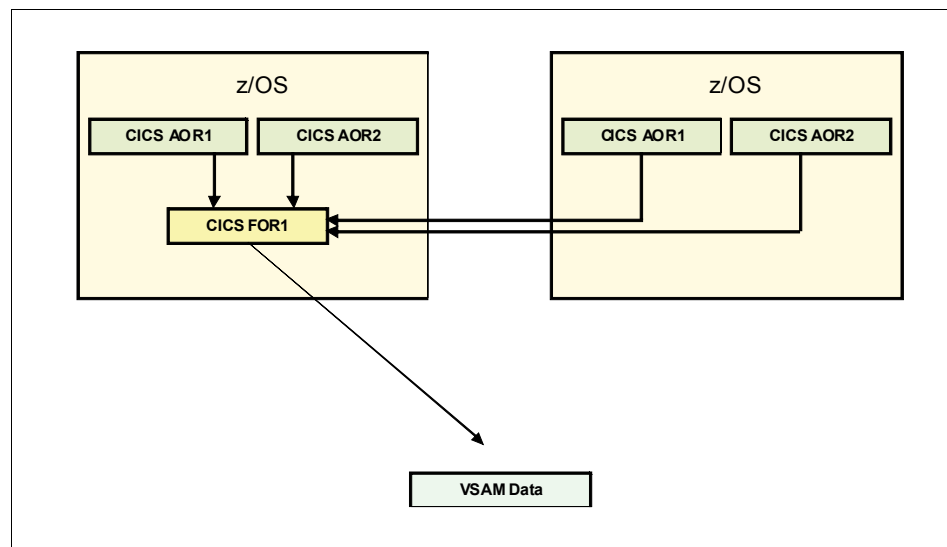 z/OS
z/OS
CICS AOR1
CICS AOR2
CICS AOR1
CICS AOR2
CICS FOR1
VSAM Data